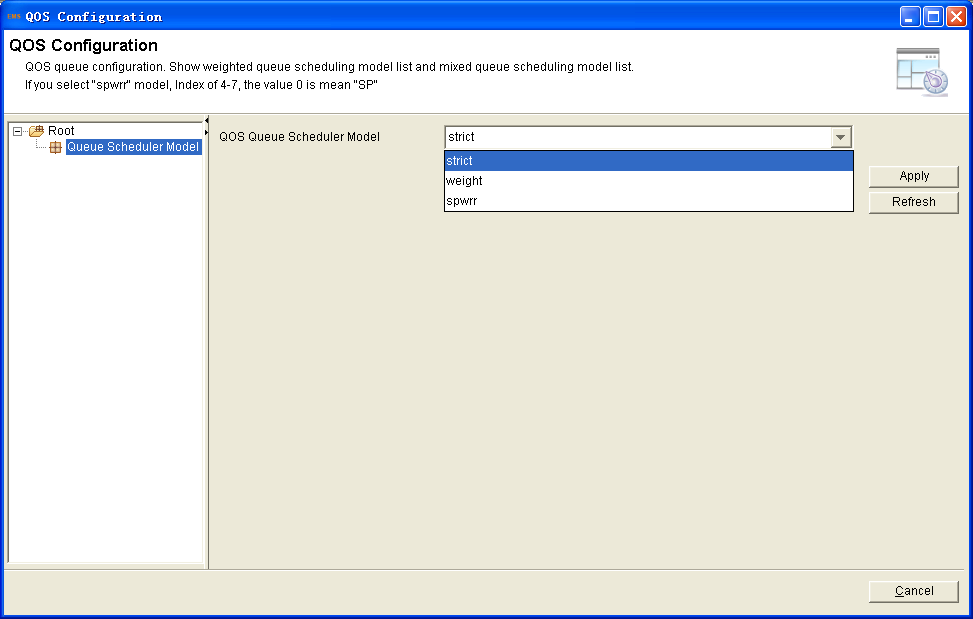 EMS QOS Configuration
QOS Configuration
QOS queue configuration. Show weighted queue scheduling model list and mixed queue scheduling model list.
If you select "spwrr" model, Index of 4-7, the value 0 is mean "SP"
Root
Queue Scheduler Model
QOS Queue Scheduler Model
strict
strict
weight
spwrr
Apply
Refresh
Cancel